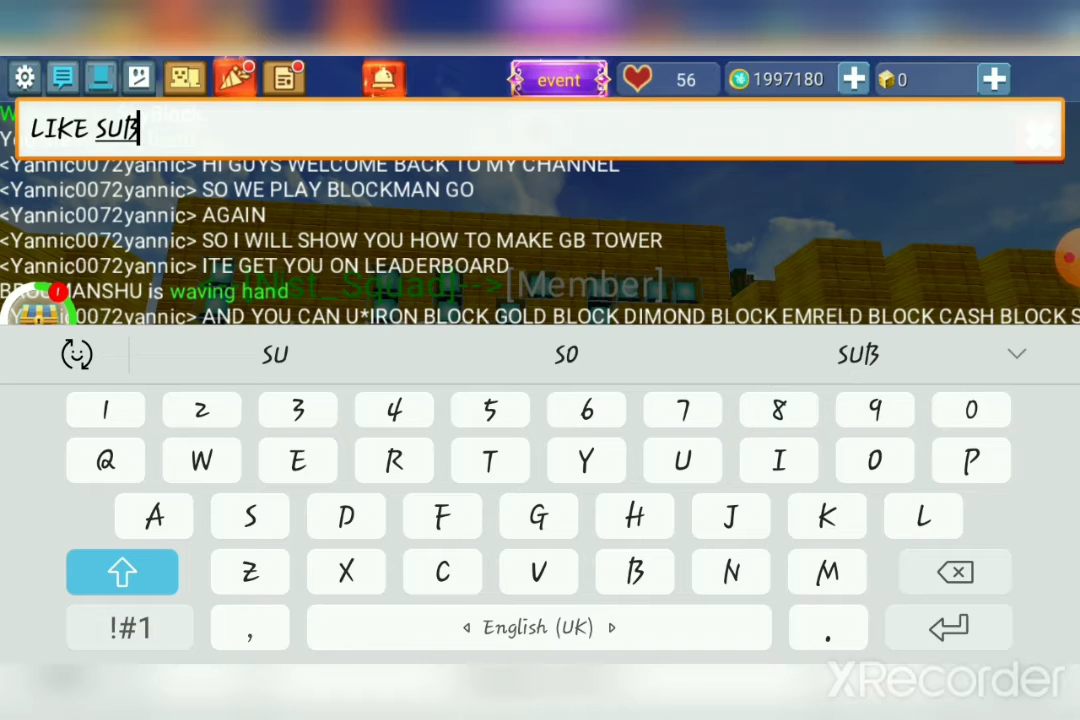 event
56
1997180
0
LIKE SUB
<Yannic0072yannic> HI GUYS WELCOME BACK TO MY CHANNEL
<Yannic0072yannic> SO WE PLAY BLOCKMAN GO
<Yannic0072yannic> AGAIN
<Yannic0072yannic> SO I WILL SHOW YOU HOW TO MAKE GB TOWER
<Yannic0072yannic> ITE GET YOU ON LEADERBOARD
[Member]
MANSHU is waving hand
0072yannic> AND YOU CAN U*IRON BLOCK GOLD BLOCK DIMOND BLOCK EMRELD BLOCK CASH BLOCK S
SU SO SUB
1 2 3 4 5 6 7 8 9 0
Q W E R T Y U I O P
A S D F G H J K L
Z X C V B N M
!#1 , English (UK) .
XRecorder